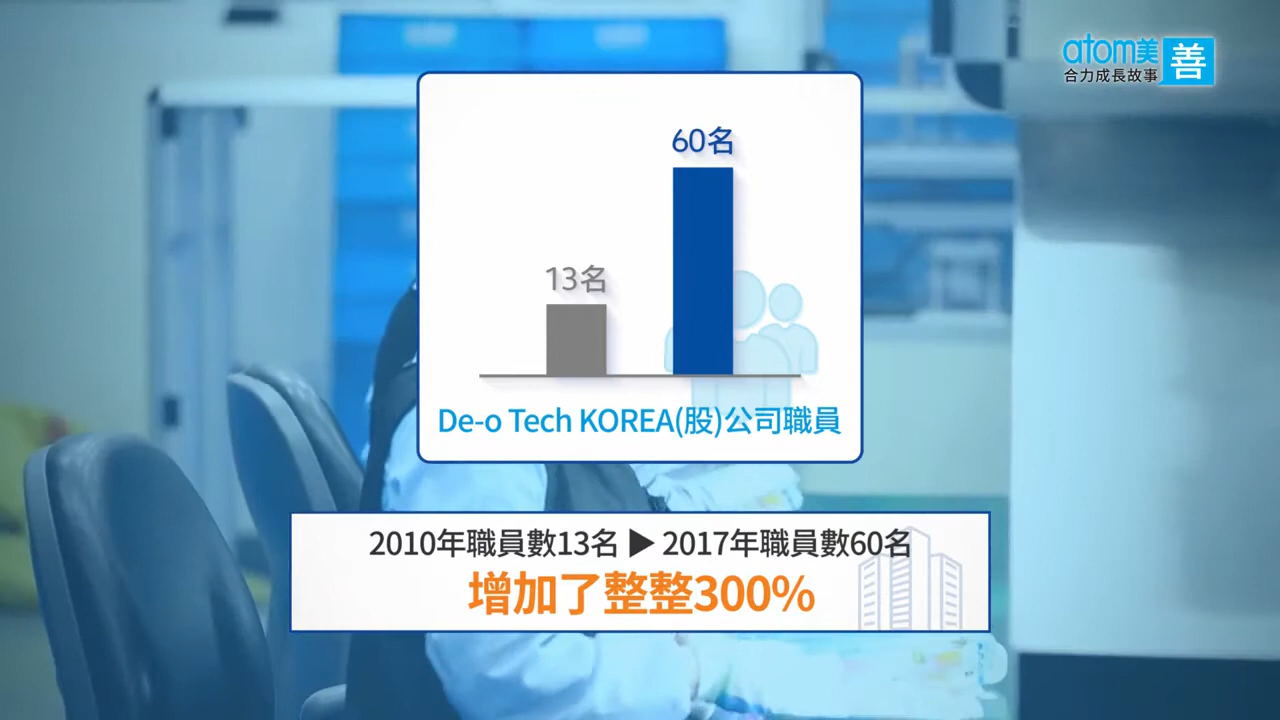 atom美
合力成長故事
善
60名
13名
De-o Tech KOREA(股)公司職員
2010年職員數13名 ▶ 2017年職員數60名
增加了整整300%